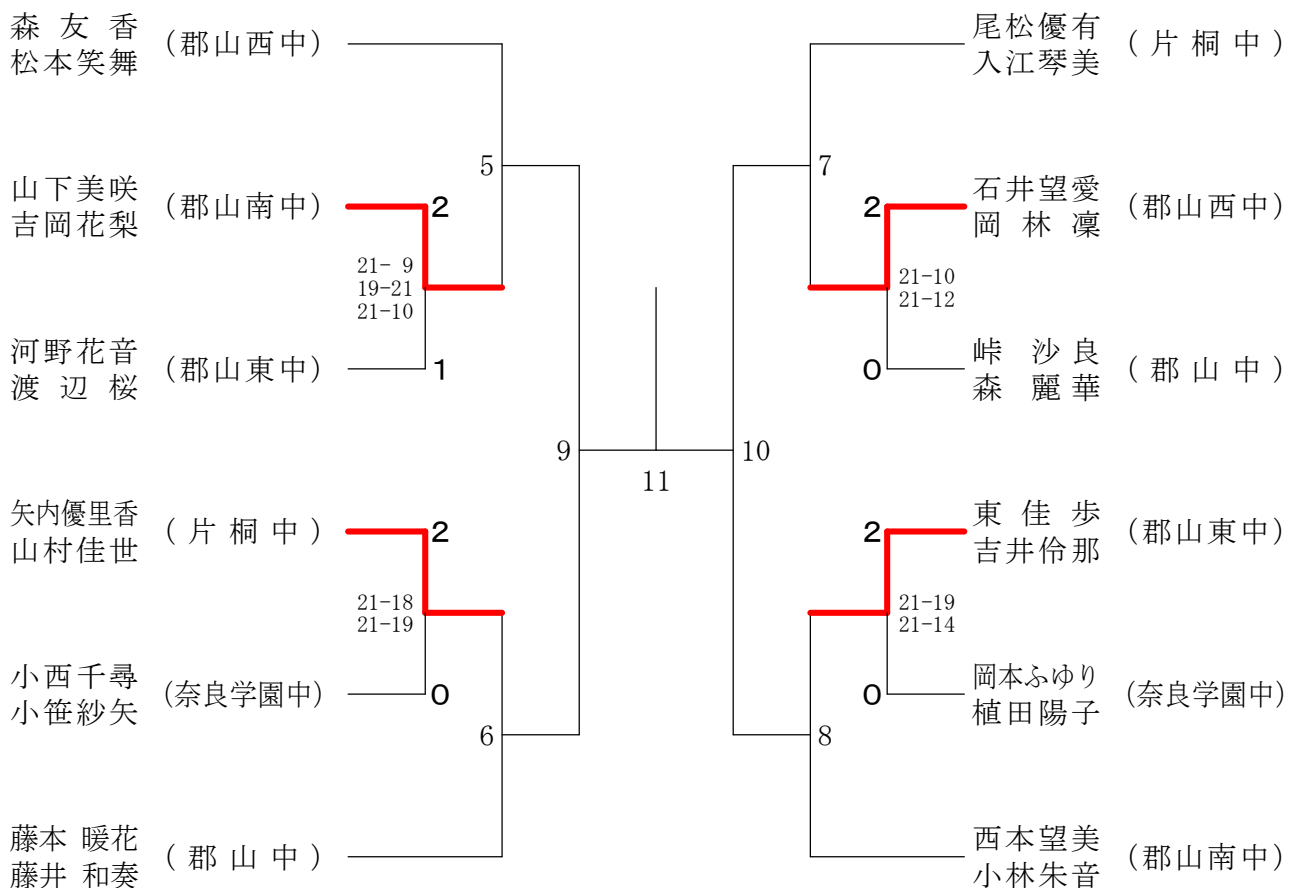 森 友 香
松本笑舞
(郡山西中)
5
山下美咲
吉岡花梨
(郡山南中)
2
21- 9
19-21
21-10
河野花音
渡 辺 桜
(郡山東中)
1
9
矢内優里香
山村佳世
( 片 桐 中 )
2
21-18
21-19
小西千尋
小笹紗矢
(奈良学園中)
0
6
藤本 暖花
藤井 和奏
( 郡 山 中 )
11
尾松優有
入江琴美
( 片 桐 中 )
7
石井望愛
岡 林 凜
(郡山西中)
2
21-10
21-12
峠 沙良
森 麗華
( 郡 山 中 )
0
10
東 佳 歩
吉井伶那
(郡山東中)
2
21-19
21-14
岡本ふゆり
植田陽子
(奈良学園中)
0
8
西本望美
小林朱音
(郡山南中)